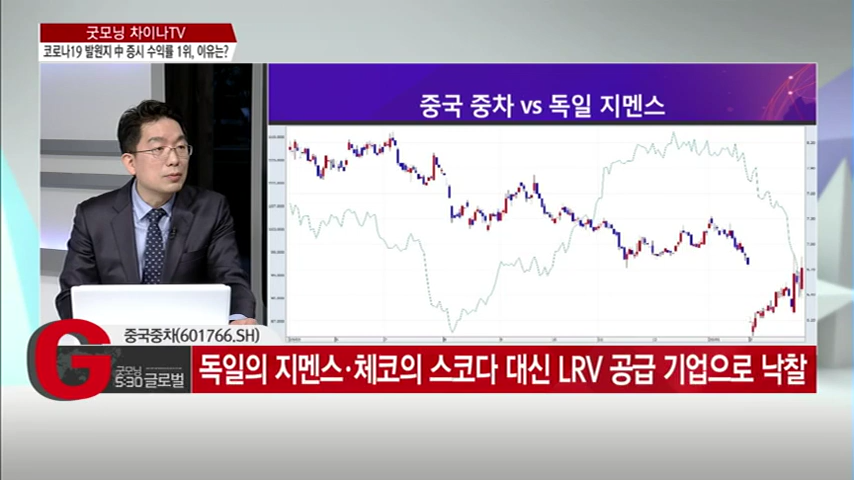 굿모닝 차이나TV
코로나19 발원지 中 증시 수익률 1위, 이유는?
중국 중차 vs 독일 지멘스
중국중차(601766.SH)
G
굿모닝
5:30 글로벌
독일의 지멘스·체코의 스코다 대신 LRV 공급 기업으로 낙찰